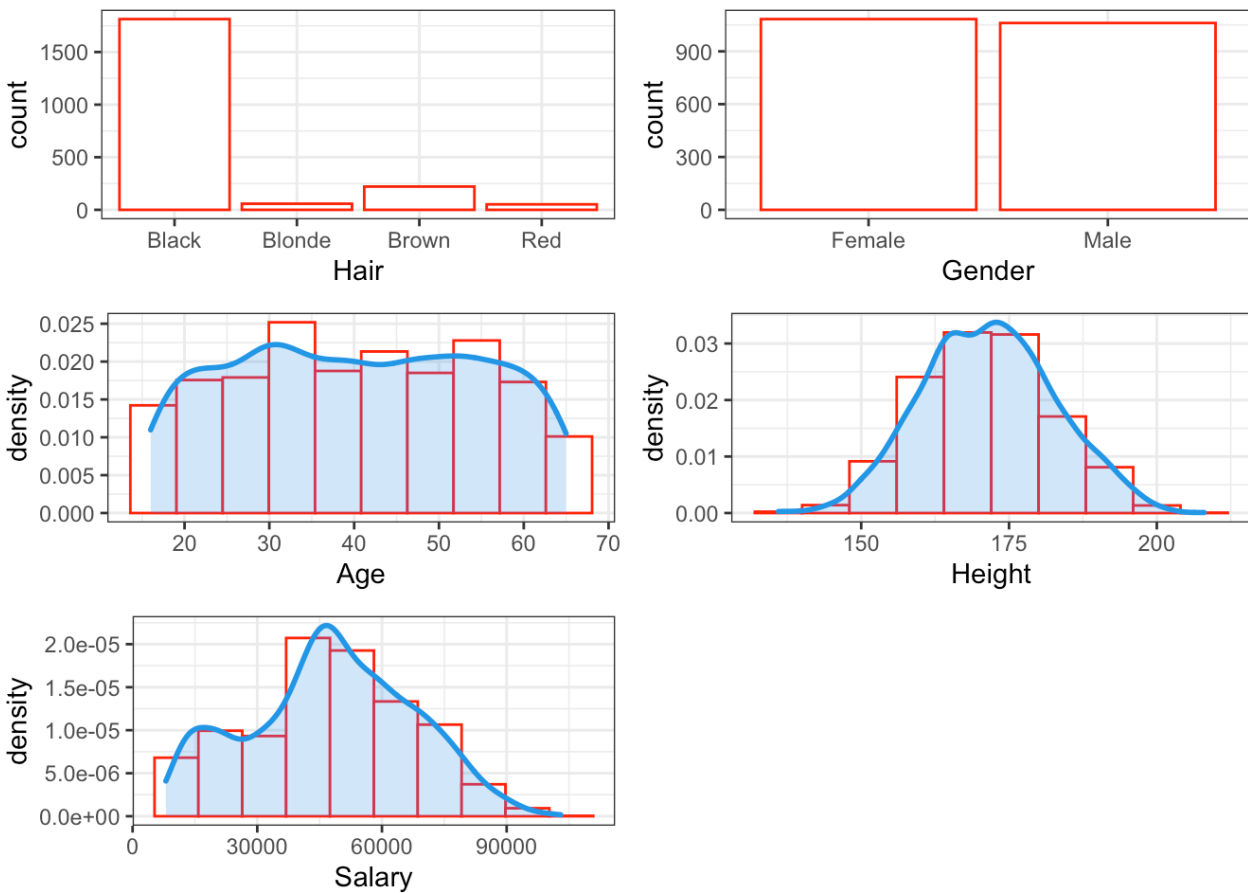 count
1500
1000
500
0
Black Blonde Brown Red
Hair
count
900
600
300
0
Female Male
Gender
density
0.025
0.020
0.015
0.010
0.005
0.000
20 30 40 50 60 70
Age
density
0.03
0.02
0.01
0.00
150 175 200
Height
density
2.0e-05
1.5e-05
1.0e-05
5.0e-06
0.0e+00
0 30000 60000 90000
Salary